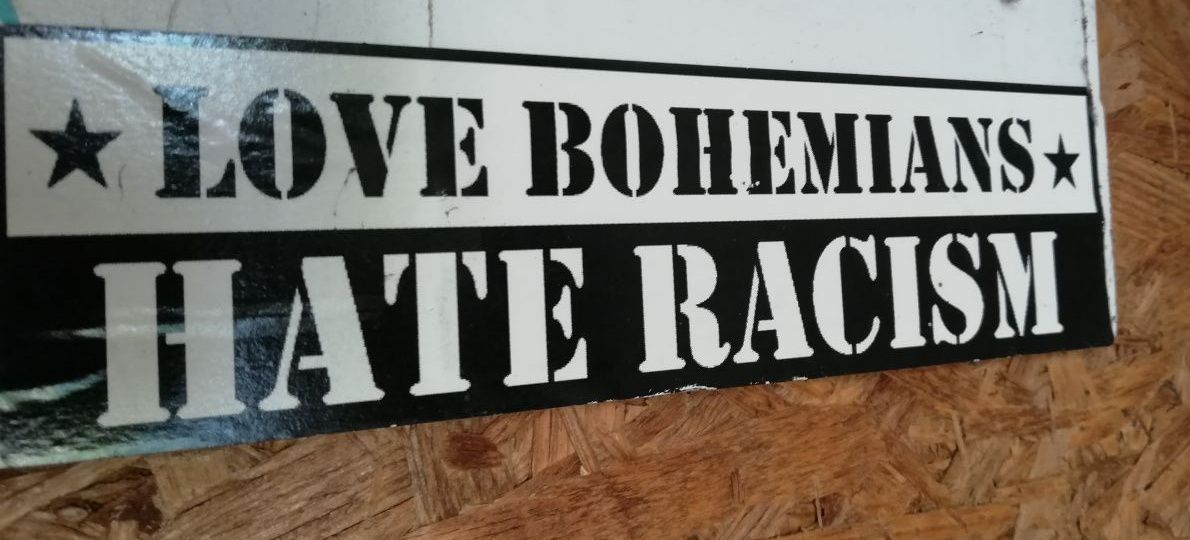 ★LOVE BOHEMIANS★
HATE RACISM